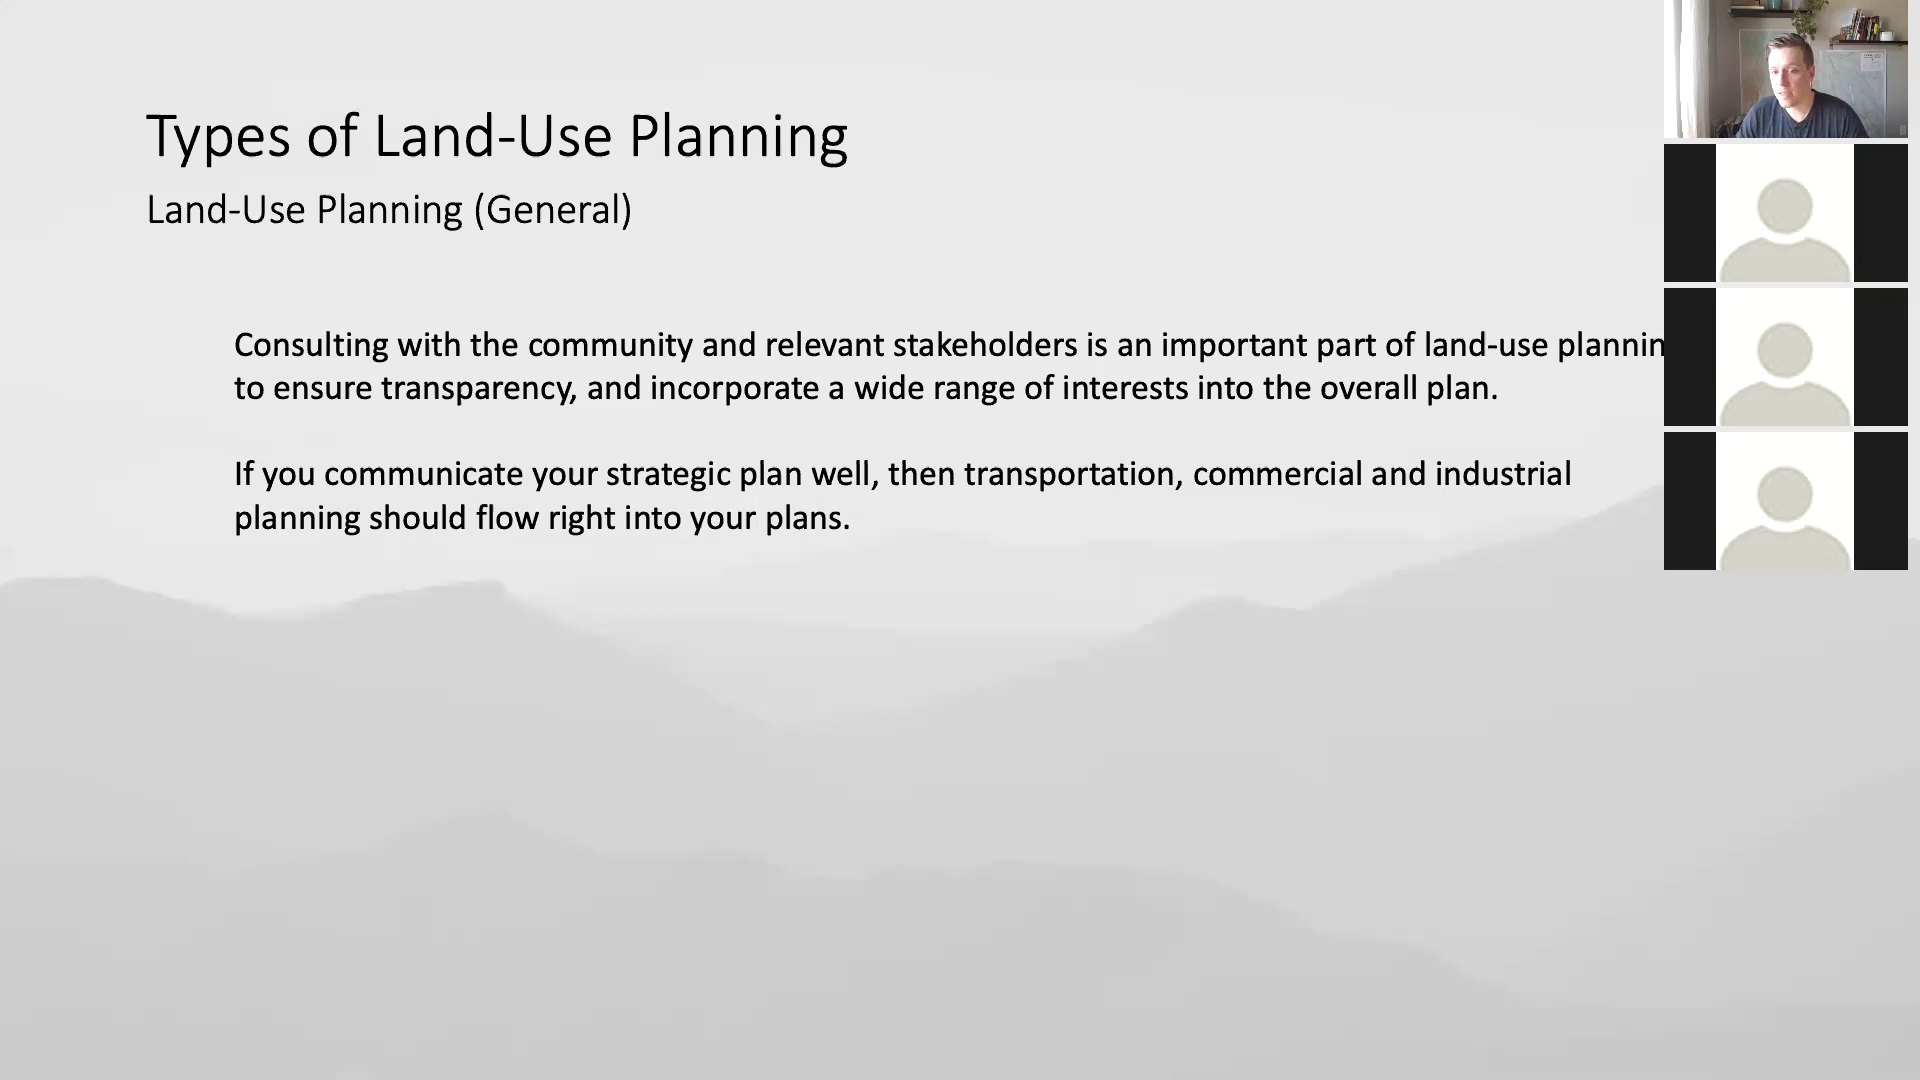 Types of Land-Use Planning
Land-Use Planning (General)
Consulting with the community and relevant stakeholders is an important part of land-use plannin
to ensure transparency, and incorporate a wide range of interests into the overall plan.
If you communicate your strategic plan well, then transportation, commercial and industrial
planning should flow right into your plans.